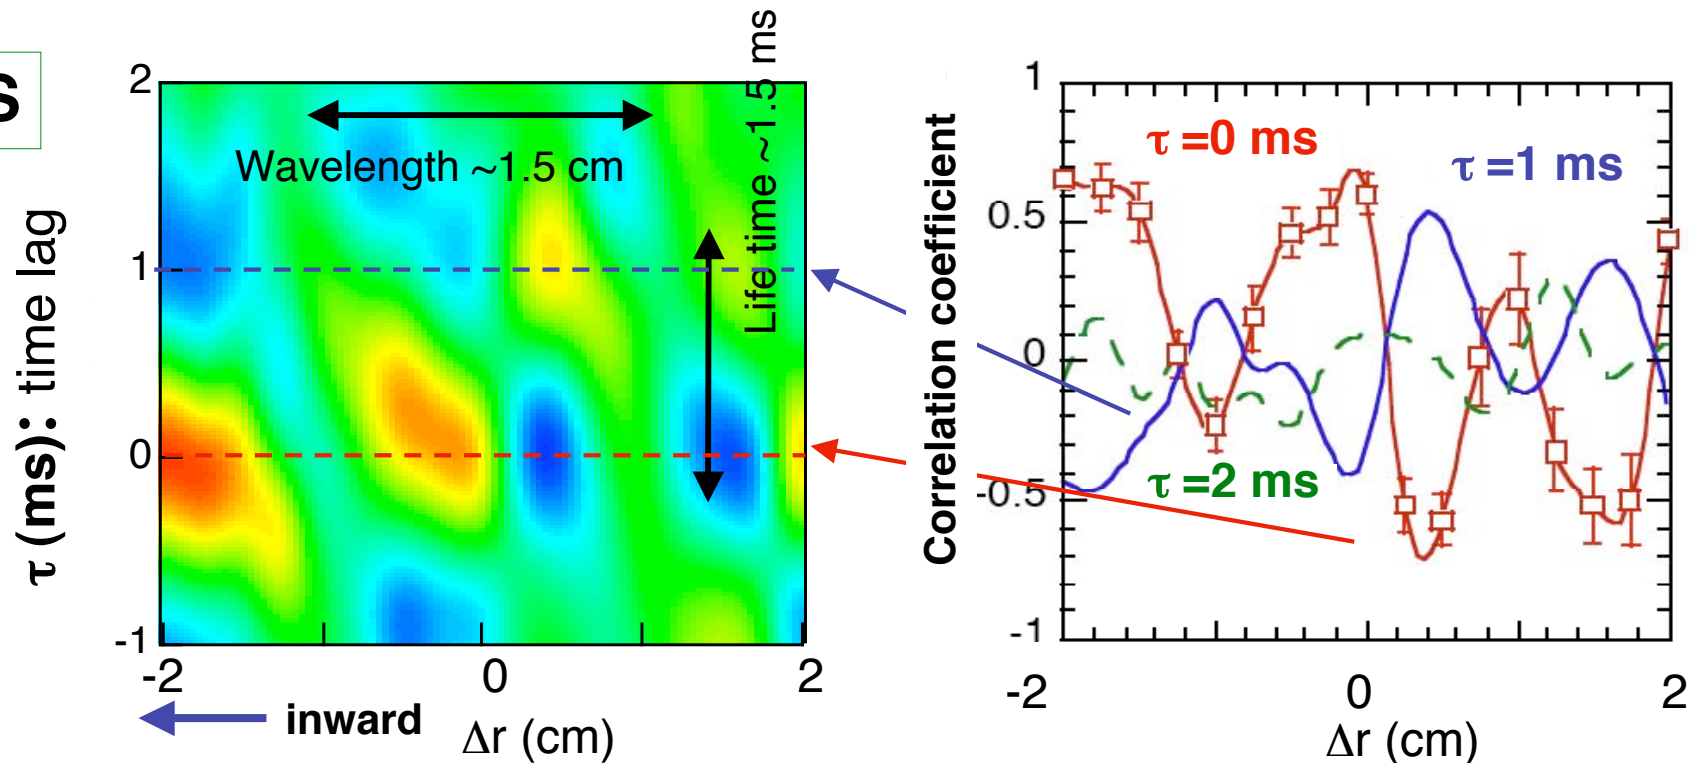 S
τ (ms): time lag
2
1
0
-1
-2
0
2
Wavelength ~1.5 cm
Life time ~1.5 ms
inward
Δr (cm)
Correlation coefficient
1
0.5
0
-0.5
-1
-2
0
2
τ =0 ms
τ =1 ms
τ =2 ms
Δr (cm)